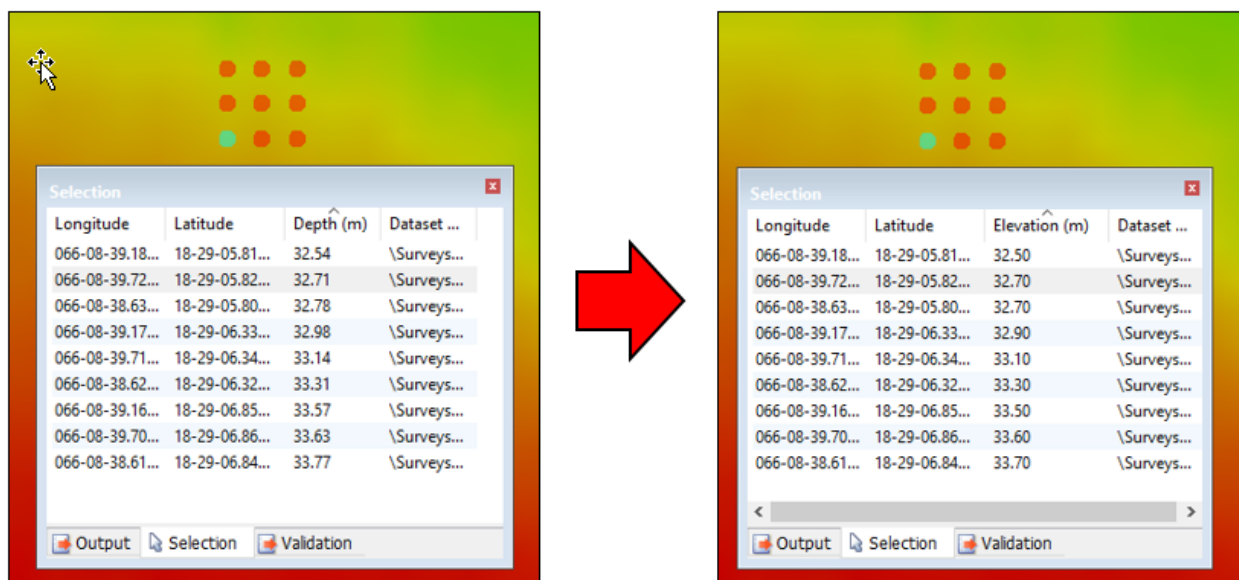 Selection
Longitude Latitude Depth (m) Dataset ...
066-08-39.18... 18-29-05.81... 32.54 \Surveys...
066-08-39.72... 18-29-05.82... 32.71 \Surveys...
066-08-38.63... 18-29-05.80... 32.78 \Surveys...
066-08-39.17... 18-29-06.33... 32.98 \Surveys...
066-08-39.71... 18-29-06.34... 33.14 \Surveys...
066-08-38.62... 18-29-06.32... 33.31 \Surveys...
066-08-39.16... 18-29-06.85... 33.57 \Surveys...
066-08-39.70... 18-29-06.86... 33.63 \Surveys...
066-08-38.61... 18-29-06.84... 33.77 \Surveys...
Output Selection Validation
Selection
Longitude Latitude Elevation (m) Dataset ...
066-08-39.18... 18-29-05.81... 32.50 \Surveys...
066-08-39.72... 18-29-05.82... 32.70 \Surveys...
066-08-38.63... 18-29-05.80... 32.70 \Surveys...
066-08-39.17... 18-29-06.33... 32.90 \Surveys...
066-08-39.71... 18-29-06.34... 33.10 \Surveys...
066-08-38.62... 18-29-06.32... 33.30 \Surveys...
066-08-39.16... 18-29-06.85... 33.50 \Surveys...
066-08-39.70... 18-29-06.86... 33.60 \Surveys...
066-08-38.61... 18-29-06.84... 33.70 \Surveys...
Output Selection Validation